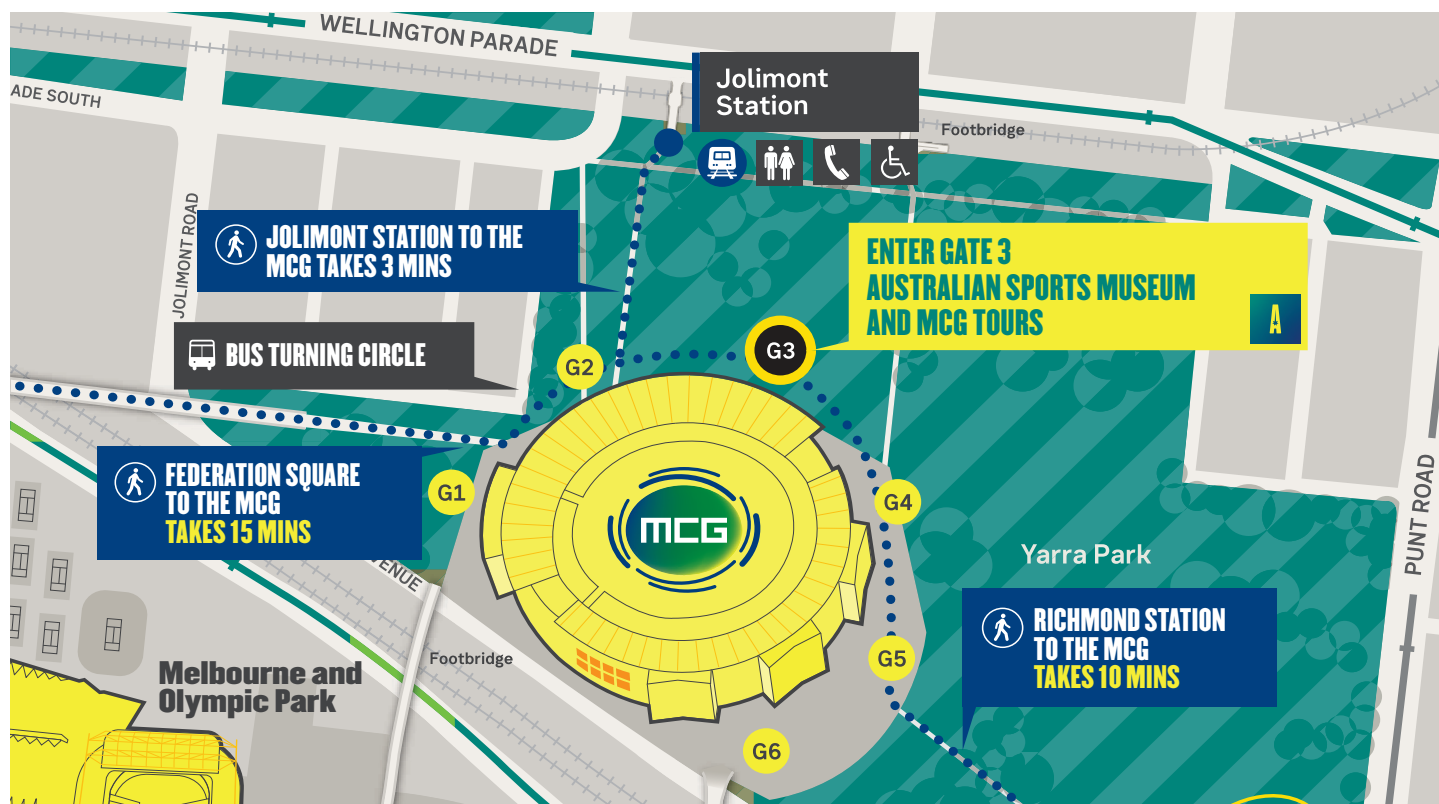 WELLINGTON PARADE
ADE SOUTH
Jolimont
Station
Footbridge
JOLIMONT ROAD
JOLIMONT STATION TO THE
MCG TAKES 3 MINS
ENTER GATE 3
AUSTRALIAN SPORTS MUSEUM
AND MCG TOURS
A
BUS TURNING CIRCLE
G2
G3
FEDERATION SQUARE
TO THE MCG
TAKES 15 MINS
G1
G4
MCG
PUNT ROAD
Yarra Park
VENUE
RICHMOND STATION
TO THE MCG
TAKES 10 MINS
Footbridge
G5
Melbourne and
Olympic Park
G6